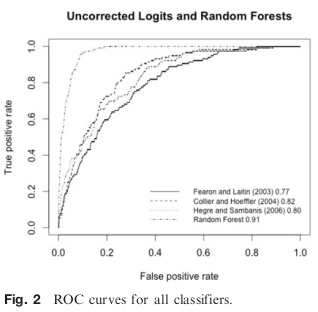 Uncorrected Logits and Random Forests
True positive rate
1.0
0.8
0.6
0.4
0.2
0.0
Fearon and Laitin (2003) 0.77
Collier and Hoeffler (2004) 0.82
Hegre and Sambanis (2006) 0.80
Random Forest 0.91
0.0 0.2 0.4 0.6 0.8 1.0
False positive rate
Fig. 2 ROC curves for all classifiers.